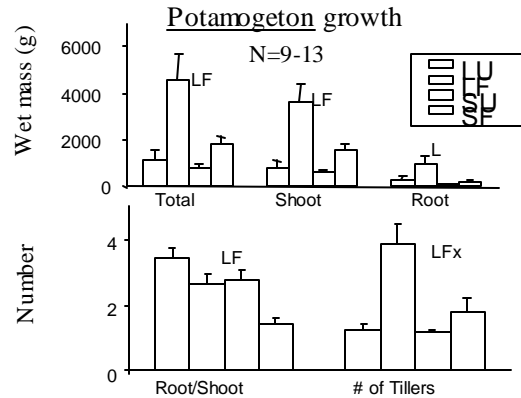 Potamogeton growth
Wet mass (g)
6000
4000
2000
0
N=9-13
LU
LF
SU
SF
LF
LF
L
Total Shoot Root
Number
4
2
0
LF
LFx
Root/Shoot # of Tillers